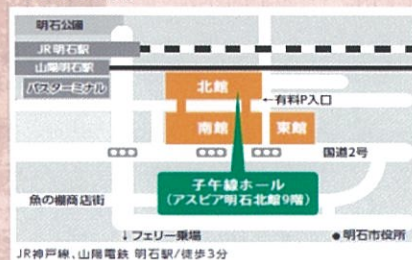 明石公園
JR明石駅
山陽明石駅
バスターミナル
北館
←有料P入口
南館
東館
国道2号
子午線ホール
(アスピア明石北館9階)
魚の棚商店街
↓フェリー乗場
●明石市役所
JR神戸線、山陽電鉄 明石駅/徒歩3分